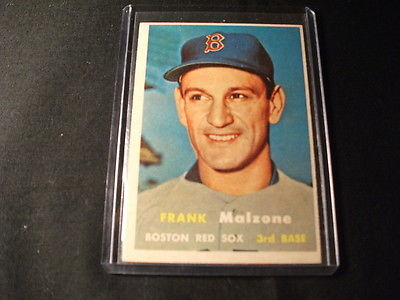 B
FRANK Malzone
BOSTON RED SOX 3rd BASE